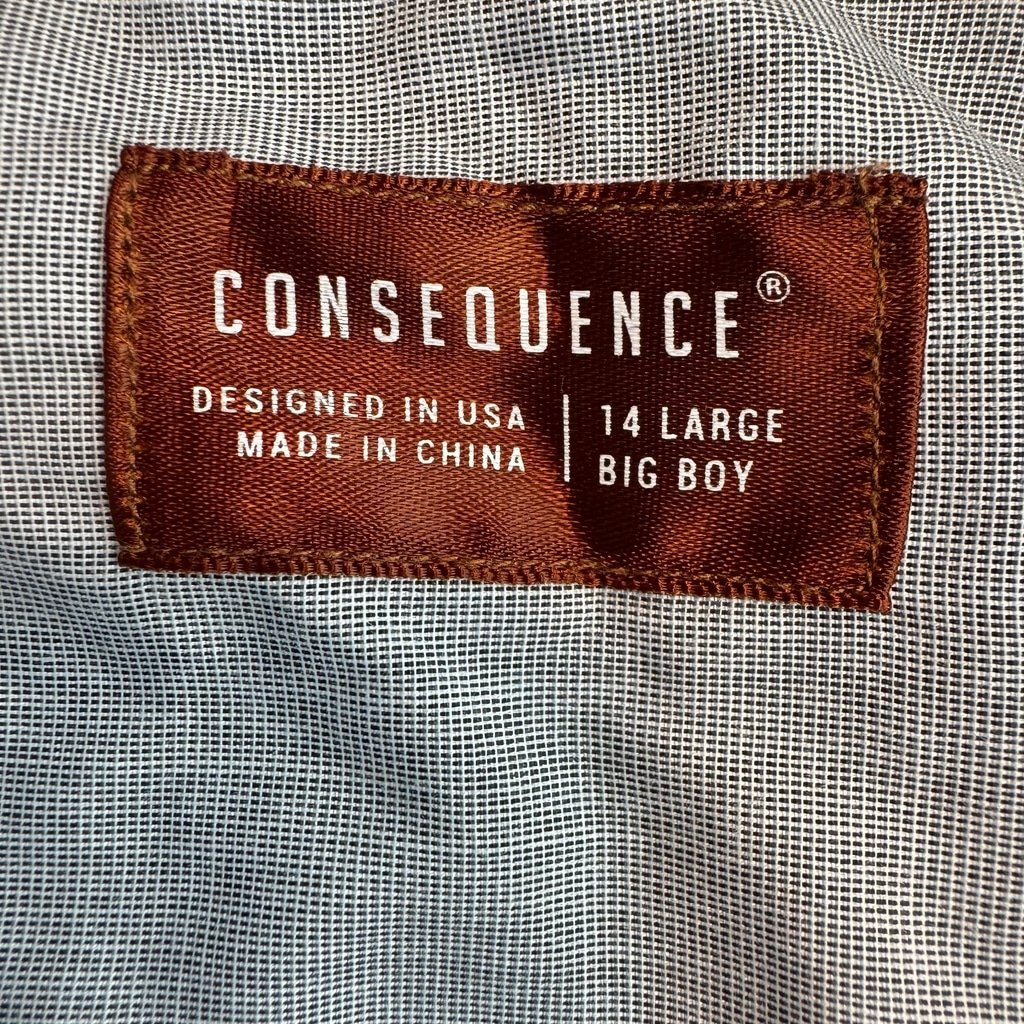 CONSEQUENCE®
DESIGNED IN USA
MADE IN CHINA
14 LARGE
BIG BOY